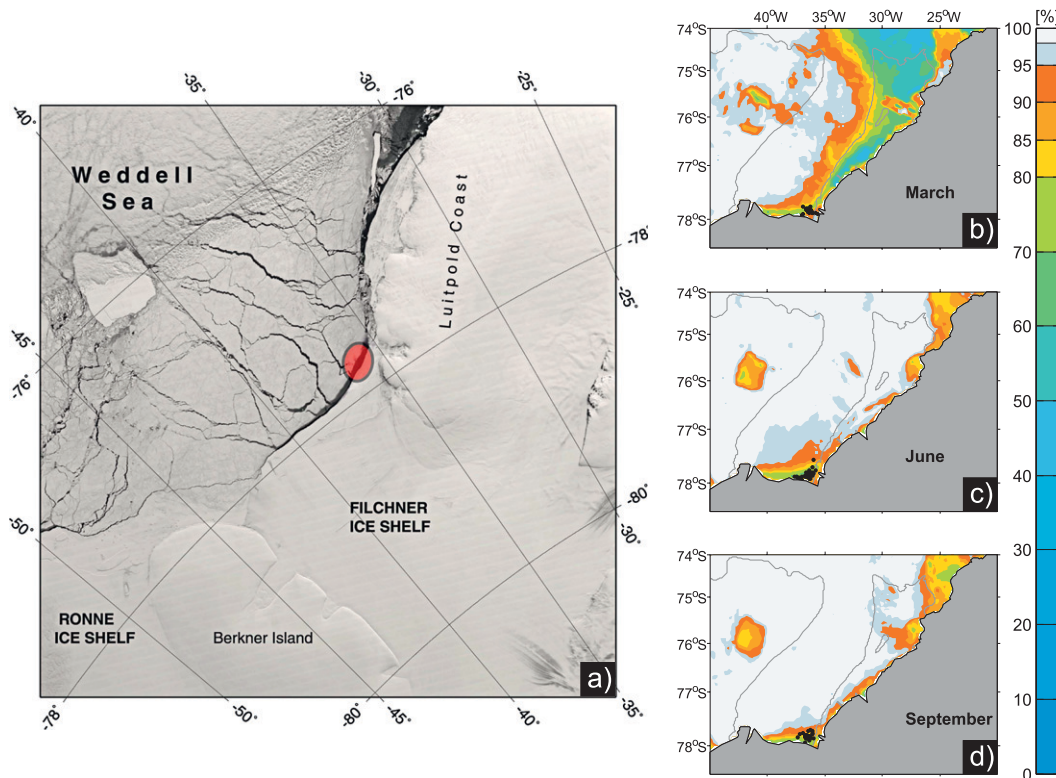 -40°
-35
-30°
-76
-25°
Weddell
Sea
Luitpold Coast
-78°
-25°
-45°
-76°
FILCHNER
ICE SHELF
-80°
-30°
-50°
RONNE
ICE SHELF
Berkner Island
a)
-78°
-50°
-80°
-45°
-40°
-35°
40°W 35°W 30°W 25°W
74°S
75°S
76°S
77°S
78°S
March
b)
74°S
75°S
76°S
77°S
78°S
June
c)
74°S
75°S
76°S
77°S
78°S
September
d)
[%]
100
95
90
85
80
70
60
50
40
30
20
10
0